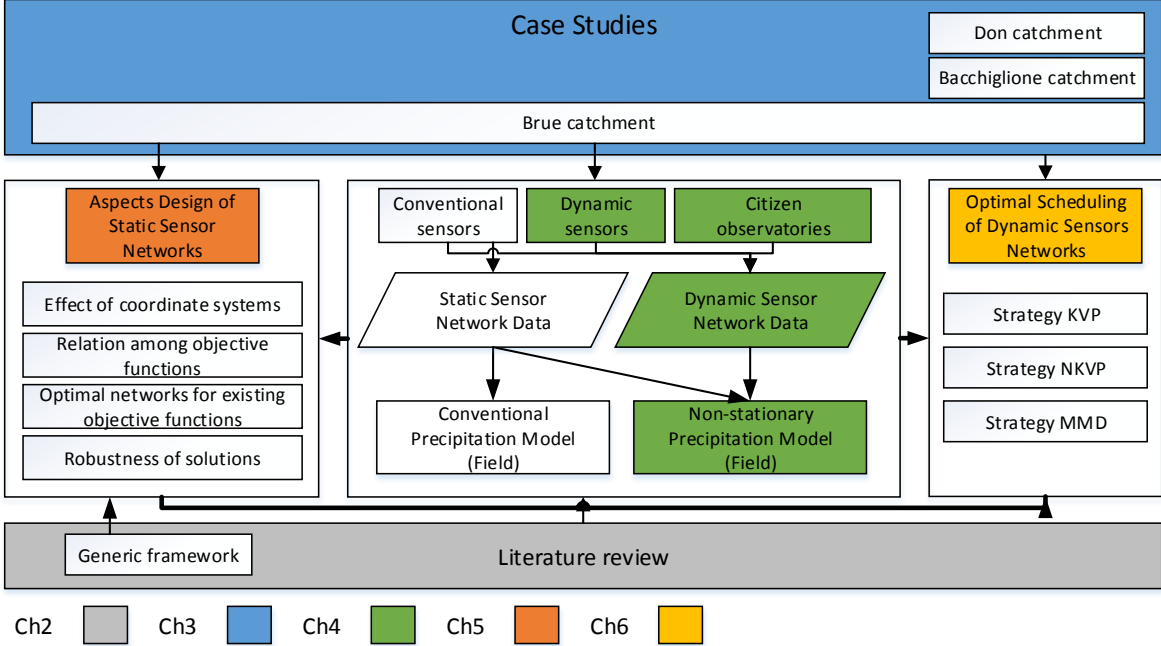 Case Studies
Don catchment
Bacchiglione catchment
Brue catchment
Aspects Design of
Static Sensor
Networks
Effect of coordinate systems
Relation among objective
functions
Optimal networks for existing
objective functions
Robustness of solutions
Conventional
sensors
Dynamic
sensors
Citizen
observatories
Static Sensor
Network Data
Dynamic Sensor
Network Data
Conventional
Precipitation Model
(Field)
Non-stationary
Precipitation Model
(Field)
Optimal Scheduling
of Dynamic Sensors
Networks
Strategy KVP
Strategy NKVP
Strategy MMD
Generic framework
Literature review
Ch2
Ch3
Ch4
Ch5
Ch6